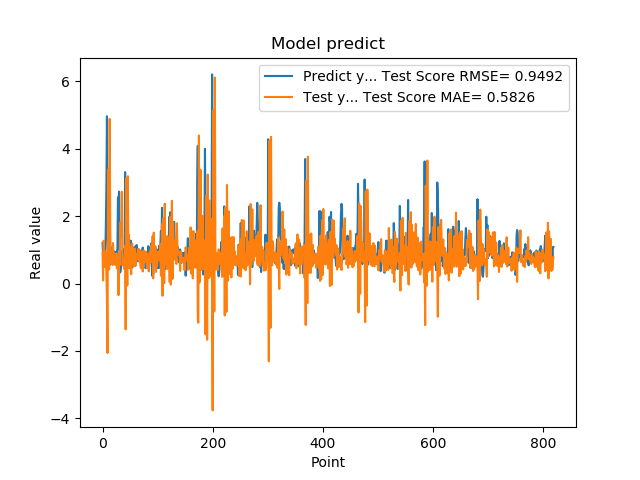 Model predict
Predict y... Test Score RMSE= 0.9492
Test y... Test Score MAE= 0.5826
Real value
6
4
2
0
−2
−4
0 200 400 600 800
Point